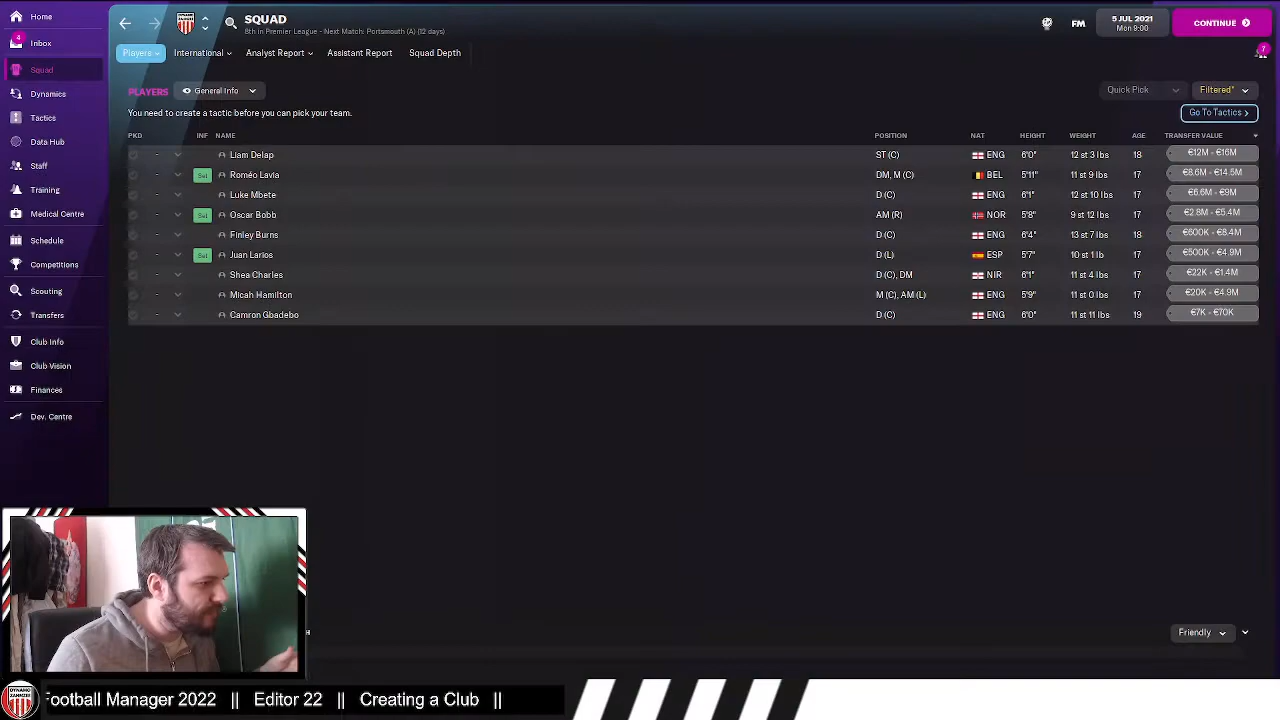 Home
4
Inbox
Squad
Dynamics
Tactics
Data Hub
Staff
Training
Medical Centre
Schedule
Competitions
Scouting
Transfers
Club Info
Club Vision
Finances
Dev. Centre
SQUAD
8th in Premier League - Next Match: Portsmouth (A) (12 days)
FM
5 JUL 2021
Mon 9:00
CONTINUE
Players
International
Analyst Report
Assistant Report
Squad Depth
7
PLAYERS
General Info
Quick Pick
Filtered*
You need to create a tactic before you can pick your team.
Go To Tactics >
PKD INF NAME POSITION NAT HEIGHT WEIGHT AGE TRANSFER VALUE
- Liam Delap ST (C) ENG 6'0" 12 st 3 lbs 18 €12M - €16M
- Set Roméo Lavia DM, M (C) BEL 5'11" 11 st 9 lbs 17 €8.6M - €14.5M
- Luke Mbete D (C) ENG 6'1" 12 st 10 lbs 17 €6.6M - €9M
- Set Oscar Bobb AM (R) NOR 5'8" 9 st 12 lbs 17 €2.8M - €5.4M
- Finley Burns D (C) ENG 6'4" 13 st 7 lbs 18 €600K - €8.4M
- Set Juan Larios D (L) ESP 5'7" 10 st 1 lb 17 €500K - €4.9M
- Shea Charles D (C), DM NIR 6'1" 11 st 4 lbs 17 €22K - €1.4M
- Micah Hamilton M (C), AM (L) ENG 5'9" 11 st 0 lbs 17 €20K - €4.9M
- Camron Gbadebo D (C) ENG 6'0" 11 st 11 lbs 19 €7K - €70K
Friendly
DYNAMO
Football Manager 2022 || Editor 22 || Creating a Club ||